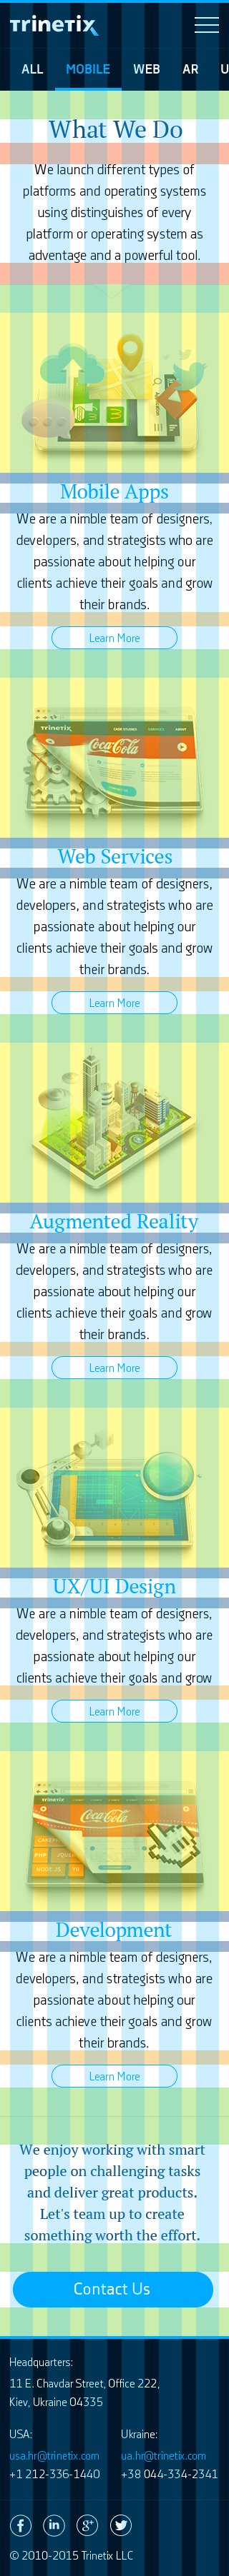 trinetix
ALL MOBILE WEB AR U
What We Do
We launch different types of
platforms and operating systems
using distinguishes of every
platform or operating system as
advantage and a powerful tool.
Mobile Apps
We are a nimble team of designers,
developers, and strategists who are
passionate about helping our
clients achieve their goals and grow
their brands.
Learn More
trinetix
Coca-Cola
Web Services
We are a nimble team of designers,
developers, and strategists who are
passionate about helping our
clients achieve their goals and grow
their brands.
Learn More
Augmented Reality
We are a nimble team of designers,
developers, and strategists who are
passionate about helping our
clients achieve their goals and grow
their brands.
Learn More
UX/UI Design
We are a nimble team of designers,
developers, and strategists who are
passionate about helping our
clients achieve their goals and grow
Learn More
trinetix
Coca-Cola
PHP
NODE.JS
Development
We are a nimble team of designers,
developers, and strategists who are
passionate about helping our
clients achieve their goals and grow
their brands.
Learn More
We enjoy working with smart
people on challenging tasks
and deliver great products.
Let's team up to create
something worth the effort.
Contact Us
Headquarters:
11 E. Chavdar Street, Office 222,
Kiev, Ukraine 04335
USA: Ukraine:
usa.hr@trinetix.com ua.hr@trinetix.com
+1 212-336-1440 +38 044-334-2341
© 2010-2015 Trinetix LLC